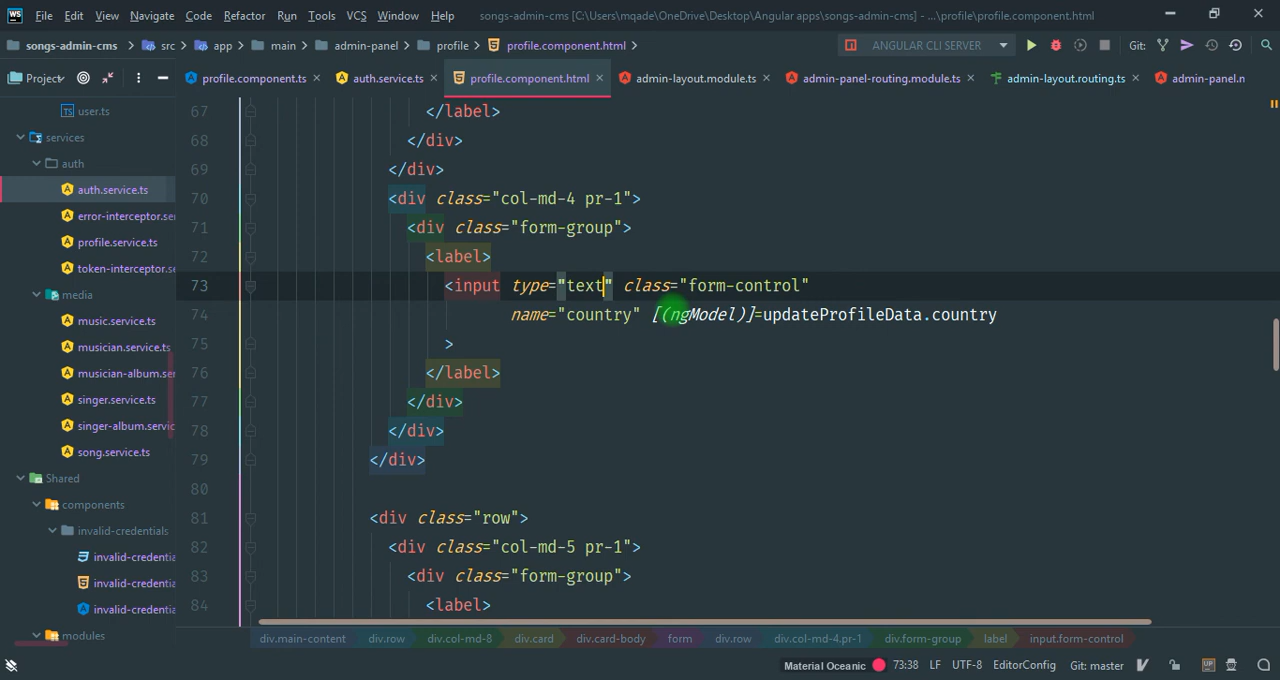 WS File Edit View Navigate Code Refactor Run Tools VCS Window Help songs-admin-cms [C:\Users\mqade\OneDrive\Desktop\Angular apps\songs-admin-cms] - ...\profile\profile.component.html
songs-admin-cms src app main admin-panel profile profile.component.html ANGULAR CLI SERVER Git:
Project profile.component.ts auth.service.ts profile.component.html admin-layout.module.ts admin-panel-routing.module.ts admin-layout.routing.ts admin-panel.n
user.ts
services
auth
auth.service.ts
error-interceptor.se
profile.service.ts
token-interceptor.se
media
music.service.ts
musician.service.ts
musician-album.ser
singer.service.ts
singer-album.servic
song.service.ts
Shared
components
invalid-credentials
invalid-credentia
invalid-credentia
invalid-credentia
modules
67 </label>
68 </div>
69 </div>
70 <div class="col-md-4 pr-1">
71 <div class="form-group">
72 <label>
73 <input type="text" class="form-control"
74 name="country" [(ngModel)]=updateProfileData.country
75 >
76 </label>
77 </div>
78 </div>
79 </div>
80
81 <div class="row">
82 <div class="col-md-5 pr-1">
83 <div class="form-group">
84 <label>
div.main-content div.row div.col-md-8 div.card div.card-body form div.row div.col-md-4.pr-1 div.form-group label input.form-control
Material Oceanic 73:38 LF UTF-8 EditorConfig Git: master UP